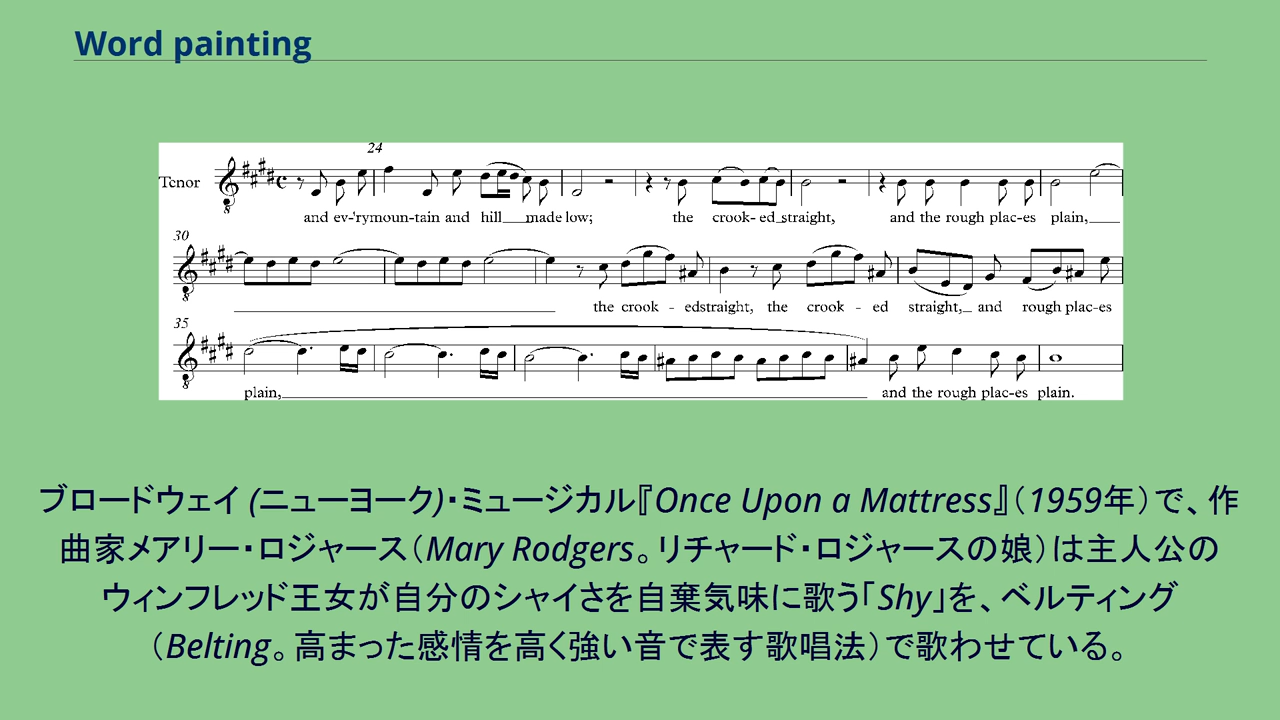 Word painting
24
Tenor
and ev-'rymoun-tain and hill made low; the crook- ed straight, and the rough plac-es plain,
30
the crook - edstraight, the crook - ed straight, and rough plac-es
35
plain, and the rough plac-es plain.
ブロードウェイ (ニューヨーク)・ミュージカル『Once Upon a Mattress』（1959年）で、作
曲家メアリー・ロジャース（Mary Rodgers。リチャード・ロジャースの娘）は主人公の
ウィンフレッド王女が自分のシャイさを自棄気味に歌う「Shy」を、ベルティング
（Belting。高まった感情を高く強い音で表す歌唱法）で歌わせている。